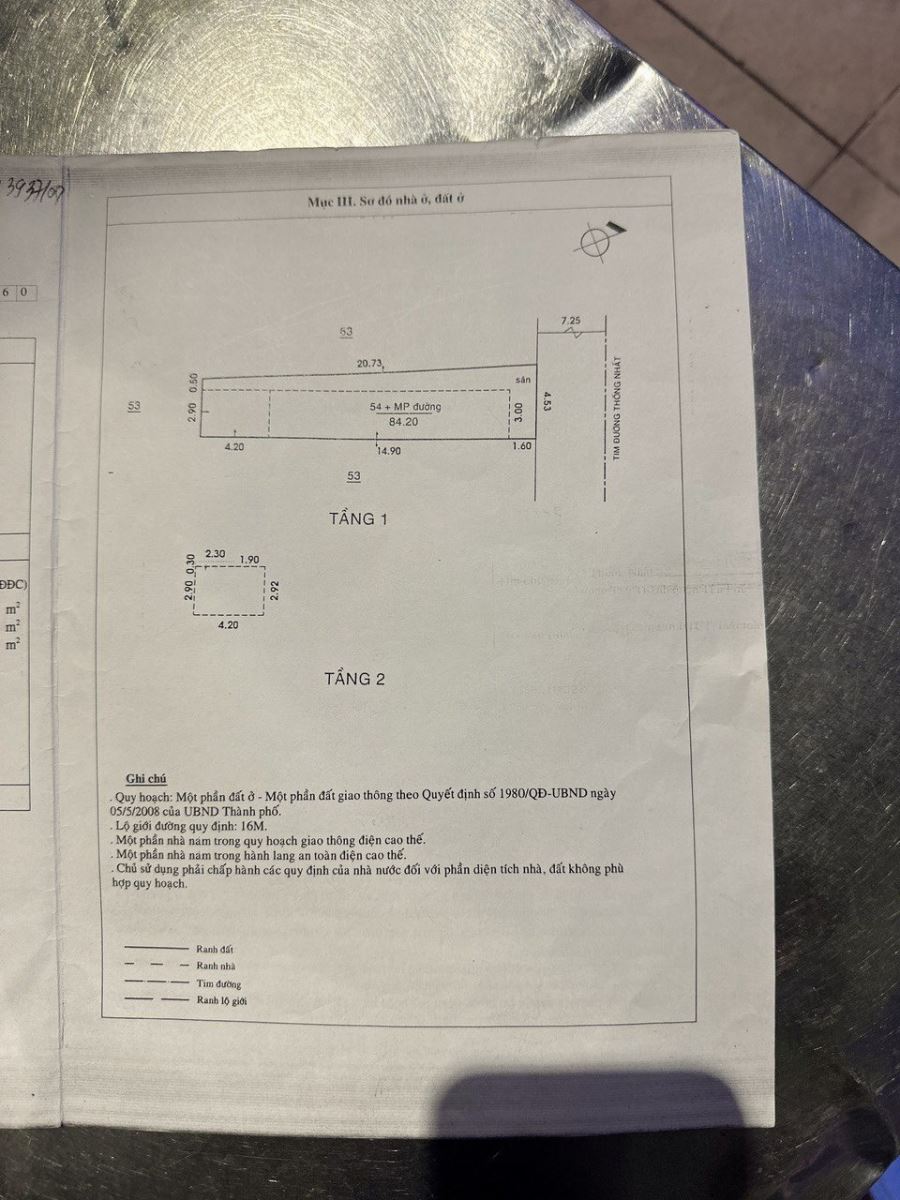 3937/07
6 0
Mục III. Sơ đồ nhà ở, đất ở
53
7.25
20.73
sân
53
0.50
2.90
54 + MP đường
84.20
3.00
4.53
TIM ĐƯỜNG THỐNG NHẤT
4.20
14.90
1.60
53
TẦNG 1
0.30
2.30
1.90
2.90
2.92
4.20
ĐĐC)
m²
m²
m²
TẦNG 2
Ghi chú
. Quy hoạch: Một phần đất ở - Một phần đất giao thông theo Quyết định số 1980/QĐ-UBND ngày
05/5/2008 của UBND Thành phố.
. Lộ giới đường quy định: 16M.
. Một phần nhà nam trong quy hoạch giao thông điện cao thế.
. Một phần nhà nam trong hành lang an toàn điện cao thế.
. Chủ sử dụng phải chấp hành các quy định của nhà nước đối với phần diện tích nhà, đất không phù
hợp quy hoạch.
Ranh đất
Ranh nhà
Tim đường
Ranh lộ giới